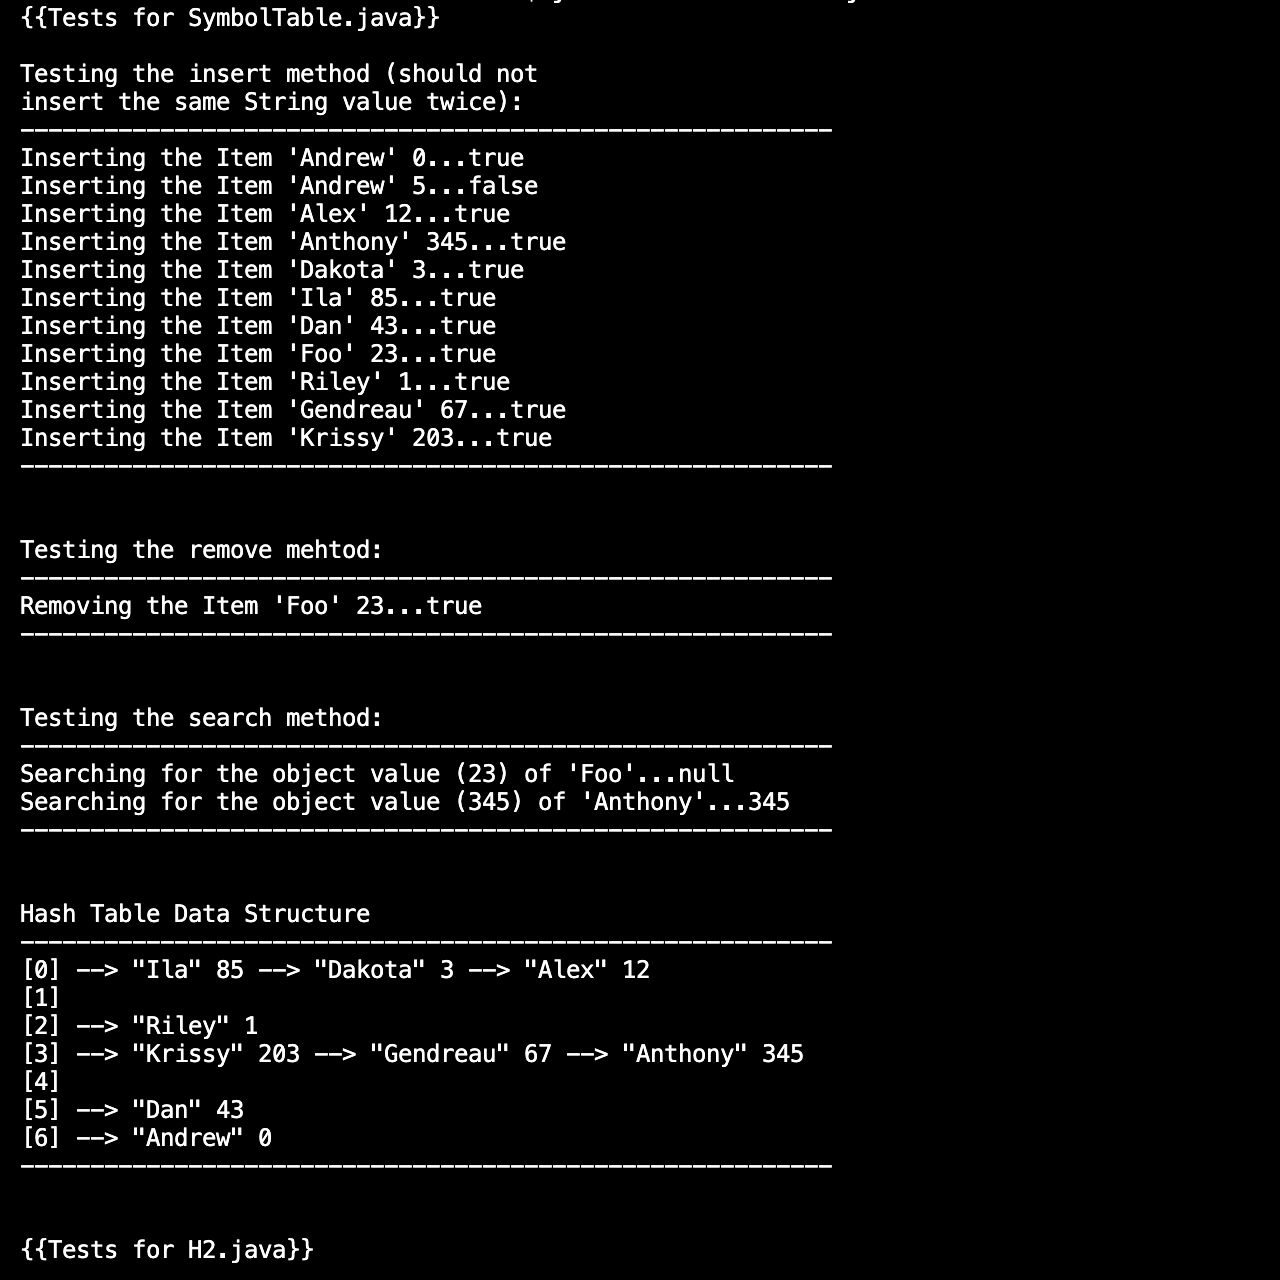 {{Tests for SymbolTable.java}}
Testing the insert method (should not
insert the same String value twice):
----------------------------------------------------------
Inserting the Item 'Andrew' 0...true
Inserting the Item 'Andrew' 5...false
Inserting the Item 'Alex' 12...true
Inserting the Item 'Anthony' 345...true
Inserting the Item 'Dakota' 3...true
Inserting the Item 'Ila' 85...true
Inserting the Item 'Dan' 43...true
Inserting the Item 'Foo' 23...true
Inserting the Item 'Riley' 1...true
Inserting the Item 'Gendreau' 67...true
Inserting the Item 'Krissy' 203...true
----------------------------------------------------------
Testing the remove mehtod:
----------------------------------------------------------
Removing the Item 'Foo' 23...true
----------------------------------------------------------
Testing the search method:
----------------------------------------------------------
Searching for the object value (23) of 'Foo'...null
Searching for the object value (345) of 'Anthony'...345
----------------------------------------------------------
Hash Table Data Structure
----------------------------------------------------------
[0] --> "Ila" 85 --> "Dakota" 3 --> "Alex" 12
[1]
[2] --> "Riley" 1
[3] --> "Krissy" 203 --> "Gendreau" 67 --> "Anthony" 345
[4]
[5] --> "Dan" 43
[6] --> "Andrew" 0
----------------------------------------------------------
{{Tests for H2.java}}